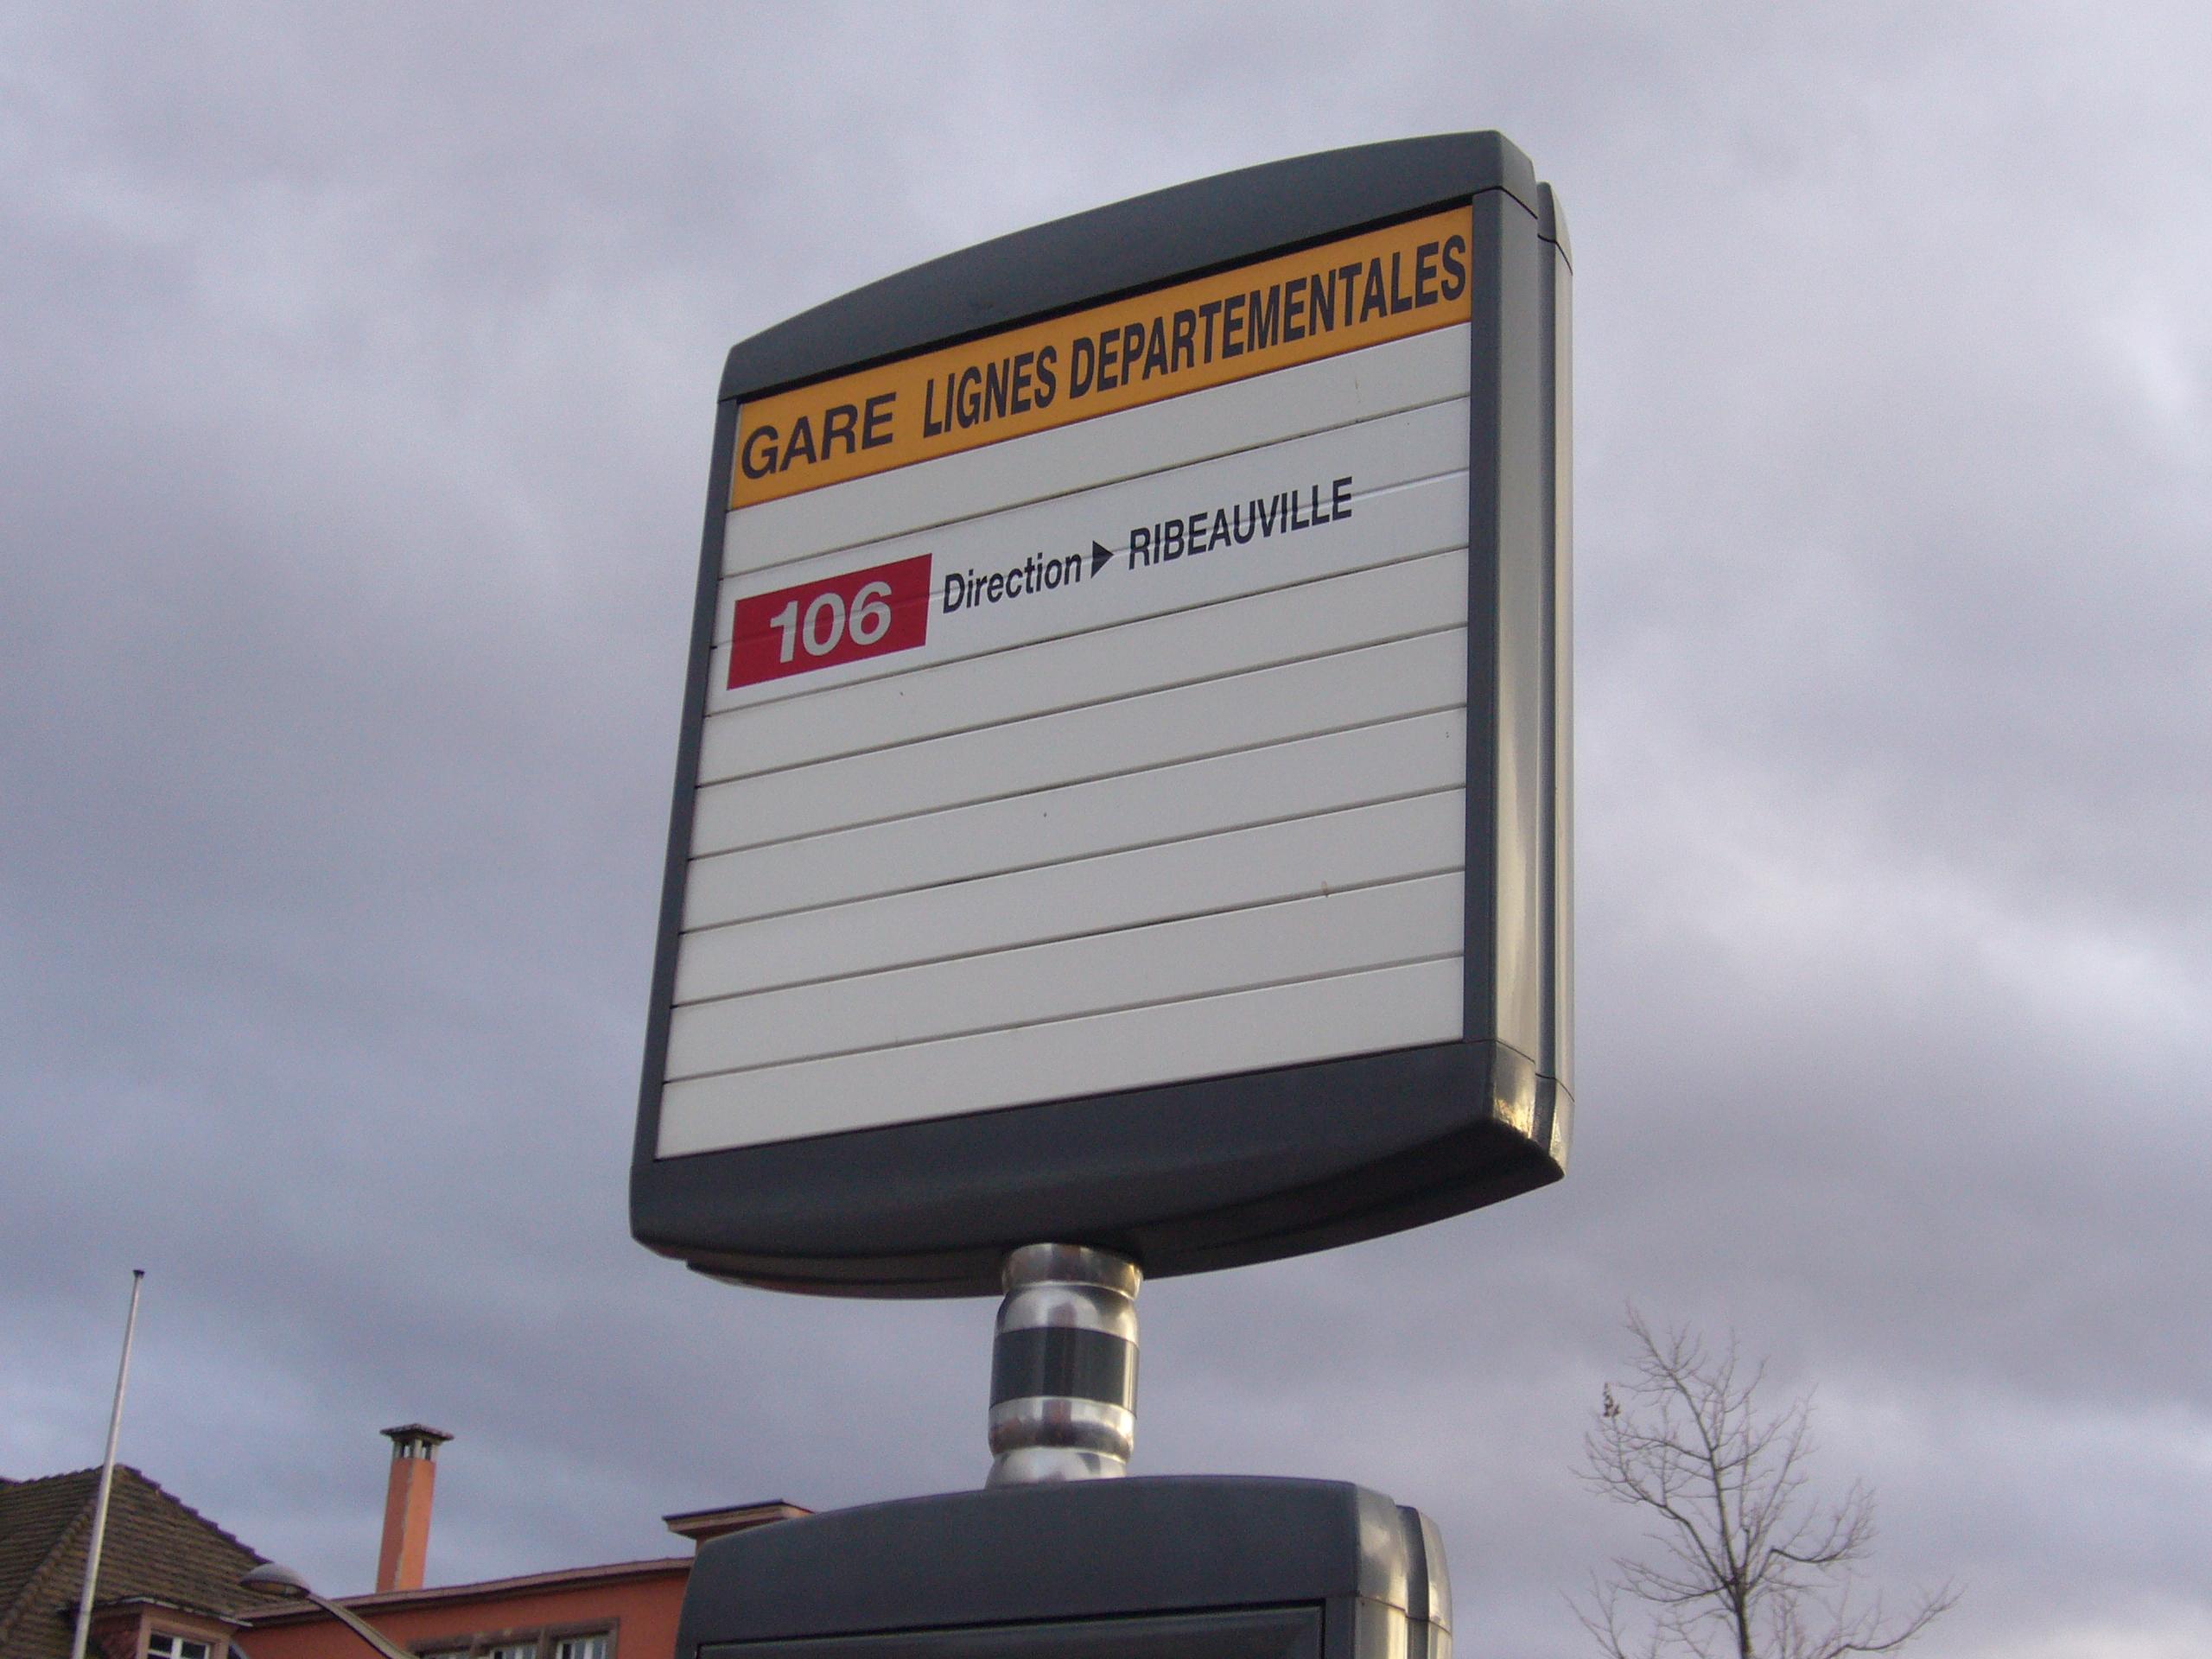 GARE LIGNES DEPARTEMENTALES
106 Direction ▶ RIBEAUVILLE